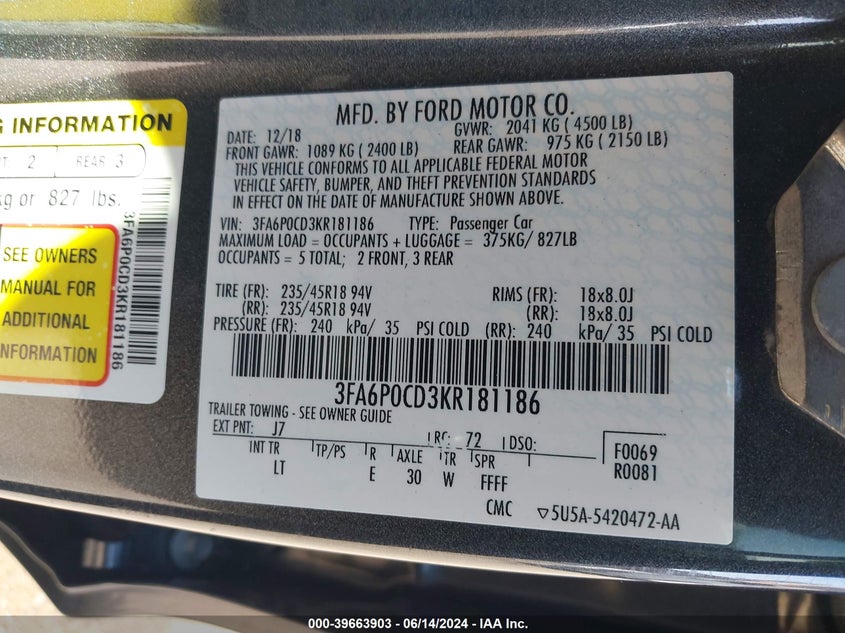 G INFORMATION
T: 2 REAR 3
kg or 827 lbs.
3FA6P0CD3KR181186
SEE OWNERS
MANUAL FOR
ADDITIONAL
INFORMATION
MFD. BY FORD MOTOR CO.
DATE: 12/18 GVWR: 2041 KG ( 4500 LB)
FRONT GAWR: 1089 KG ( 2400 LB) REAR GAWR: 975 KG ( 2150 LB)
THIS VEHICLE CONFORMS TO ALL APPLICABLE FEDERAL MOTOR
VEHICLE SAFETY, BUMPER, AND THEFT PREVENTION STANDARDS
IN EFFECT ON THE DATE OF MANUFACTURE SHOWN ABOVE.
VIN: 3FA6P0CD3KR181186 TYPE: Passenger Car
MAXIMUM LOAD = OCCUPANTS + LUGGAGE = 375KG/ 827LB
OCCUPANTS = 5 TOTAL; 2 FRONT, 3 REAR
TIRE (FR): 235/45R18 94V RIMS (FR): 18x8.0J
(RR): 235/45R18 94V (RR): 18x8.0J
PRESSURE (FR): 240 kPa/ 35 PSI COLD (RR): 240 kPa/ 35 PSI COLD
3FA6P0CD3KR181186
TRAILER TOWING - SEE OWNER GUIDE
EXT PNT: J7 RC: 72 DSO: F0069
INT TR TP/PS R AXLE TR SPR R0081
LT E 30 W FFFF
CMC ▽5U5A-5420472-AA
000-39663903 - 06/14/2024 - IAA Inc.